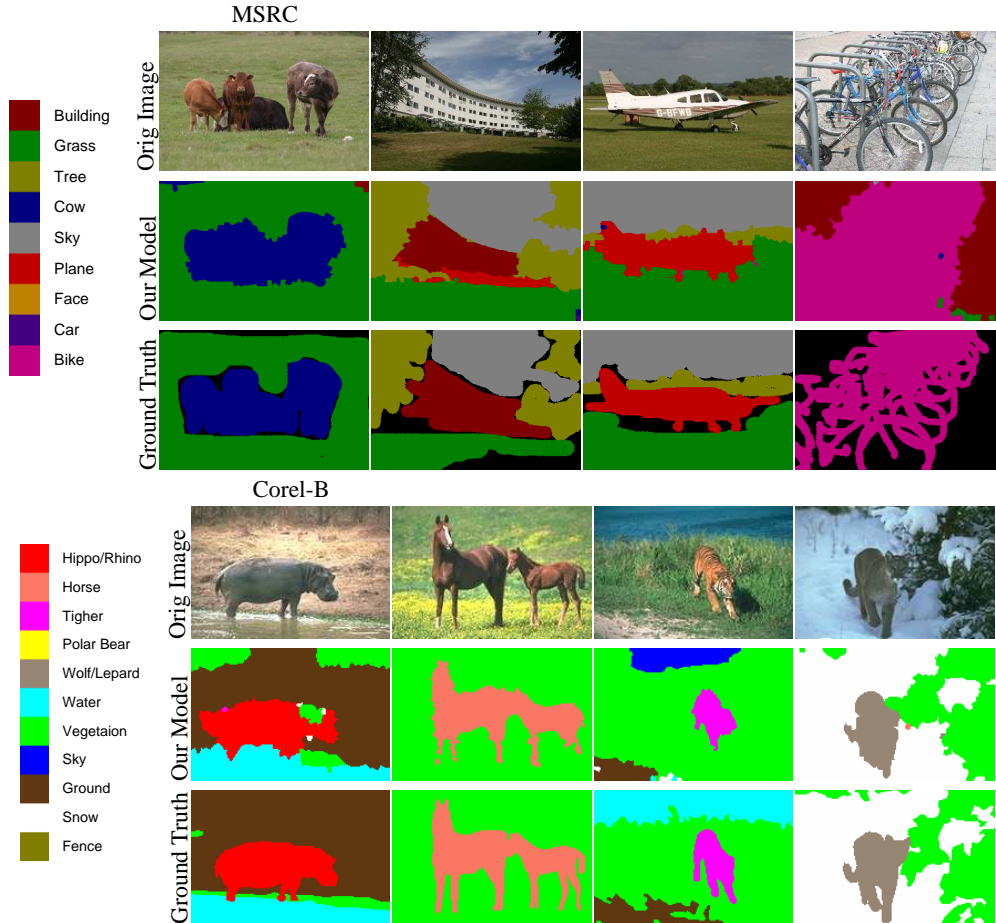 MSRC
Orig Image
Building
Grass
Tree
Cow
Sky
Plane
Face
Car
Bike
G-BFWB
Our Model
Ground Truth
Corel-B
Orig Image
Hippo/Rhino
Horse
Tigher
Polar Bear
Wolf/Lepard
Water
Vegetaion
Sky
Ground
Snow
Fence
Our Model
Ground Truth